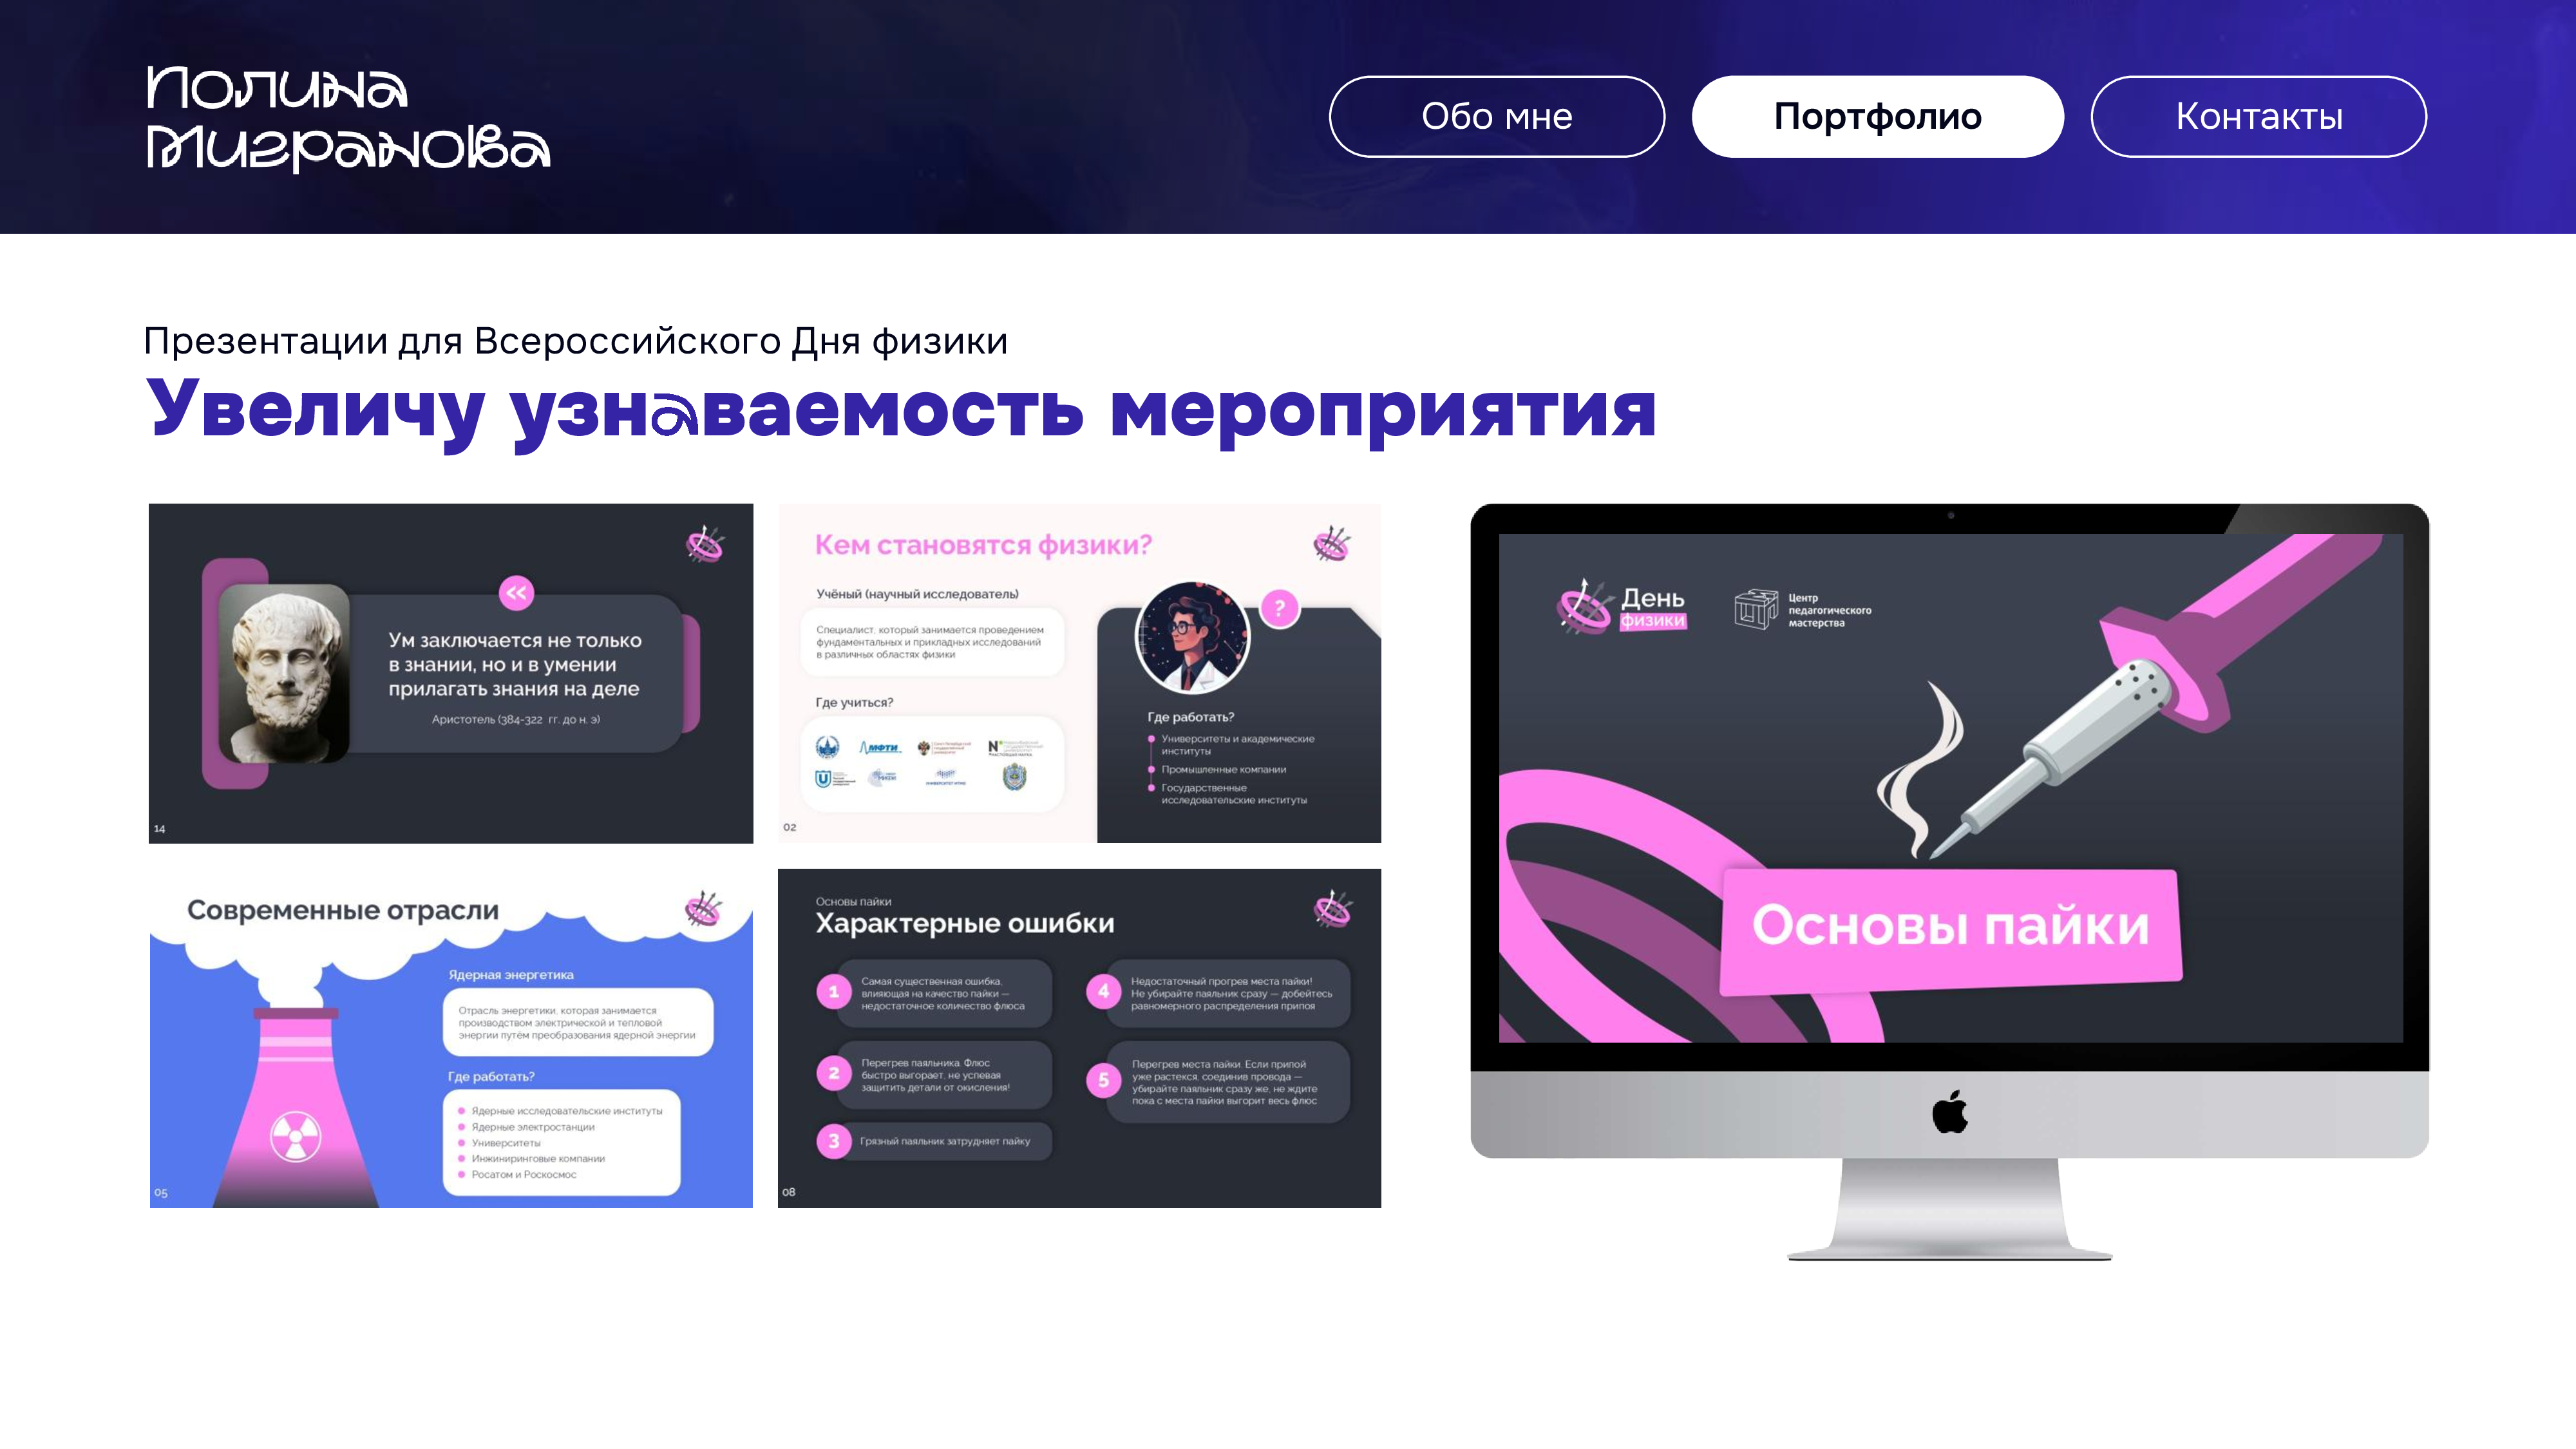 Полина
Мигранова
Обо мне
Портфолио
Контакты
Презентации для Всероссийского Дня физики
Увеличу узнаваемость мероприятия
«
Ум заключается не только
в знании, но и в умении
прилагать знания на деле
Аристотель (384-322 гг. до н. э)
14
Кем становятся физики?
Учёный (научный исследователь)
Специалист, который занимается проведением
фундаментальных и прикладных исследований
в различных областях физики
Где учиться?
МФТИ
?
Где работать?
Университеты и академические
институты
Промышленные компании
Государственные
исследовательские институты
02
Современные отрасли
Ядерная энергетика
Отрасль энергетики, которая занимается
производством электрической и тепловой
энергии путём преобразования ядерной энергии
Где работать?
Ядерные исследовательские институты
Ядерные электростанции
Университеты
Инжиниринговые компании
Росатом и Роскосмос
05
Основы пайки
Характерные ошибки
1
Самая существенная ошибка,
влияющая на качество пайки —
недостаточное количество флюса
2
Перегрев паяльника. Флюс
быстро выгорает, не успевая
защитить детали от окисления!
3
Грязный паяльник затрудняет пайку
4
Недостаточный прогрев места пайки!
Не убирайте паяльник сразу — добейтесь
равномерного распределения припоя
5
Перегрев места пайки. Если припой
уже растекся, соединив провода —
убирайте паяльник сразу же, не ждите
пока с места пайки выгорит весь флюс
08
День
физики
Центр
педагогического
мастерства
Основы пайки